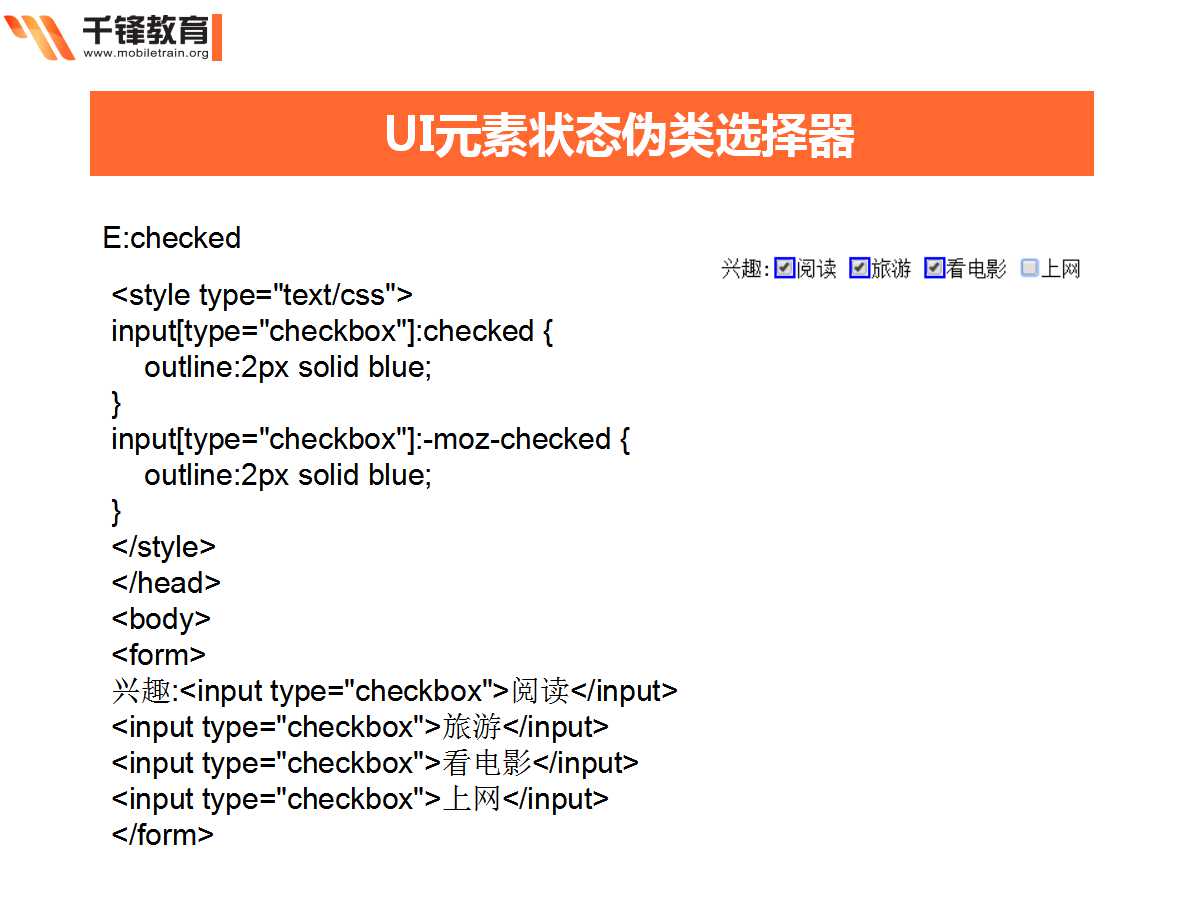 千锋教育
www.mobiletrain.org
UI元素状态伪类选择器
E:checked
兴趣:阅读 旅游 看电影 上网
<style type="text/css">
input[type="checkbox"]:checked {
outline:2px solid blue;
}
input[type="checkbox"]:-moz-checked {
outline:2px solid blue;
}
</style>
</head>
<body>
<form>
兴趣:<input type="checkbox">阅读</input>
<input type="checkbox">旅游</input>
<input type="checkbox">看电影</input>
<input type="checkbox">上网</input>
</form>